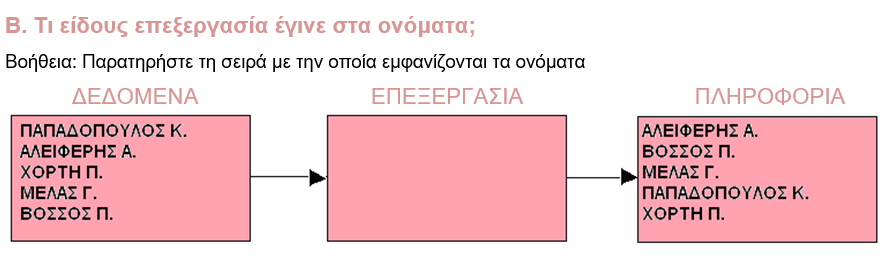 Β. Τι είδους επεξεργασία έγινε στα ονόματα;
Βοήθεια: Παρατηρήστε τη σειρά με την οποία εμφανίζονται τα ονόματα
ΔΕΔΟΜΕΝΑ
ΠΑΠΑΔΟΠΟΥΛΟΣ Κ.
ΑΛΕΙΦΕΡΗΣ Α.
ΧΟΡΤΗ Π.
ΜΕΛΑΣ Γ.
ΒΟΣΣΟΣ Π.
ΕΠΕΞΕΡΓΑΣΙΑ
ΠΛΗΡΟΦΟΡΙΑ
ΑΛΕΙΦΕΡΗΣ Α.
ΒΟΣΣΟΣ Π.
ΜΕΛΑΣ Γ.
ΠΑΠΑΔΟΠΟΥΛΟΣ Κ.
ΧΟΡΤΗ Π.